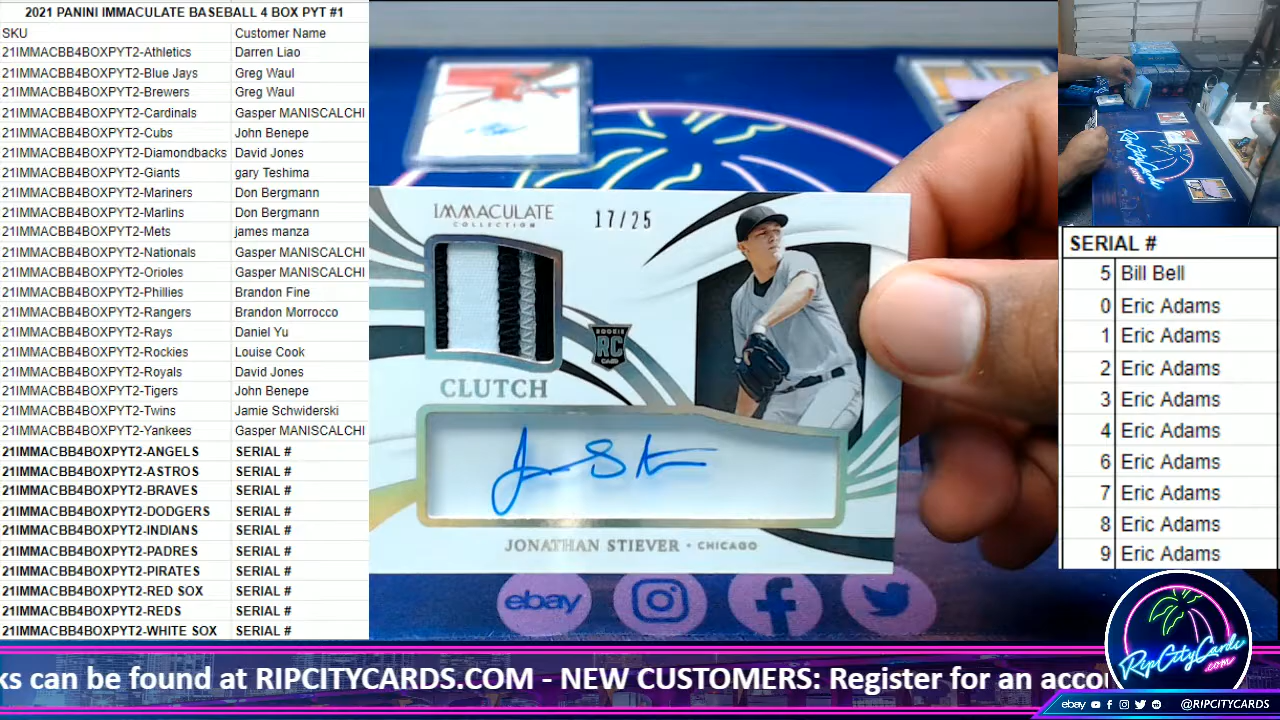 2021 PANINI IMMACULATE BASEBALL 4 BOX PYT #1
SKU Customer Name
21IMMACBB4BOXPYT2-Athletics Darren Liao
21IMMACBB4BOXPYT2-Blue Jays Greg Waul
21IMMACBB4BOXPYT2-Brewers Greg Waul
21IMMACBB4BOXPYT2-Cardinals Gasper MANISCALCHI
21IMMACBB4BOXPYT2-Cubs John Benepe
21IMMACBB4BOXPYT2-Diamondbacks David Jones
21IMMACBB4BOXPYT2-Giants gary Teshima
21IMMACBB4BOXPYT2-Mariners Don Bergmann
21IMMACBB4BOXPYT2-Marlins Don Bergmann
21IMMACBB4BOXPYT2-Mets james manza
21IMMACBB4BOXPYT2-Nationals Gasper MANISCALCHI
21IMMACBB4BOXPYT2-Orioles Gasper MANISCALCHI
21IMMACBB4BOXPYT2-Phillies Brandon Fine
21IMMACBB4BOXPYT2-Rangers Brandon Morrocco
21IMMACBB4BOXPYT2-Rays Daniel Yu
21IMMACBB4BOXPYT2-Rockies Louise Cook
21IMMACBB4BOXPYT2-Royals David Jones
21IMMACBB4BOXPYT2-Tigers John Benepe
21IMMACBB4BOXPYT2-Twins Jamie Schwiderski
21IMMACBB4BOXPYT2-Yankees Gasper MANISCALCHI
21IMMACBB4BOXPYT2-ANGELS SERIAL #
21IMMACBB4BOXPYT2-ASTROS SERIAL #
21IMMACBB4BOXPYT2-BRAVES SERIAL #
21IMMACBB4BOXPYT2-DODGERS SERIAL #
21IMMACBB4BOXPYT2-INDIANS SERIAL #
21IMMACBB4BOXPYT2-PADRES SERIAL #
21IMMACBB4BOXPYT2-PIRATES SERIAL #
21IMMACBB4BOXPYT2-RED SOX SERIAL #
21IMMACBB4BOXPYT2-REDS SERIAL #
21IMMACBB4BOXPYT2-WHITE SOX SERIAL #
IMMACULATE
COLLECTION
17/25
ROOKIE
RC
CARD
CLUTCH
JONATHAN STIEVER • CHICAGO
ebay
RipCityCards
SERIAL #
5 Bill Bell
0 Eric Adams
1 Eric Adams
2 Eric Adams
3 Eric Adams
4 Eric Adams
6 Eric Adams
7 Eric Adams
8 Eric Adams
9 Eric Adams
ks can be found at RIPCITYCARDS.COM - NEW CUSTOMERS: Register for an accou
RipCityCards
.com
ebay @RIPCITYCARDS